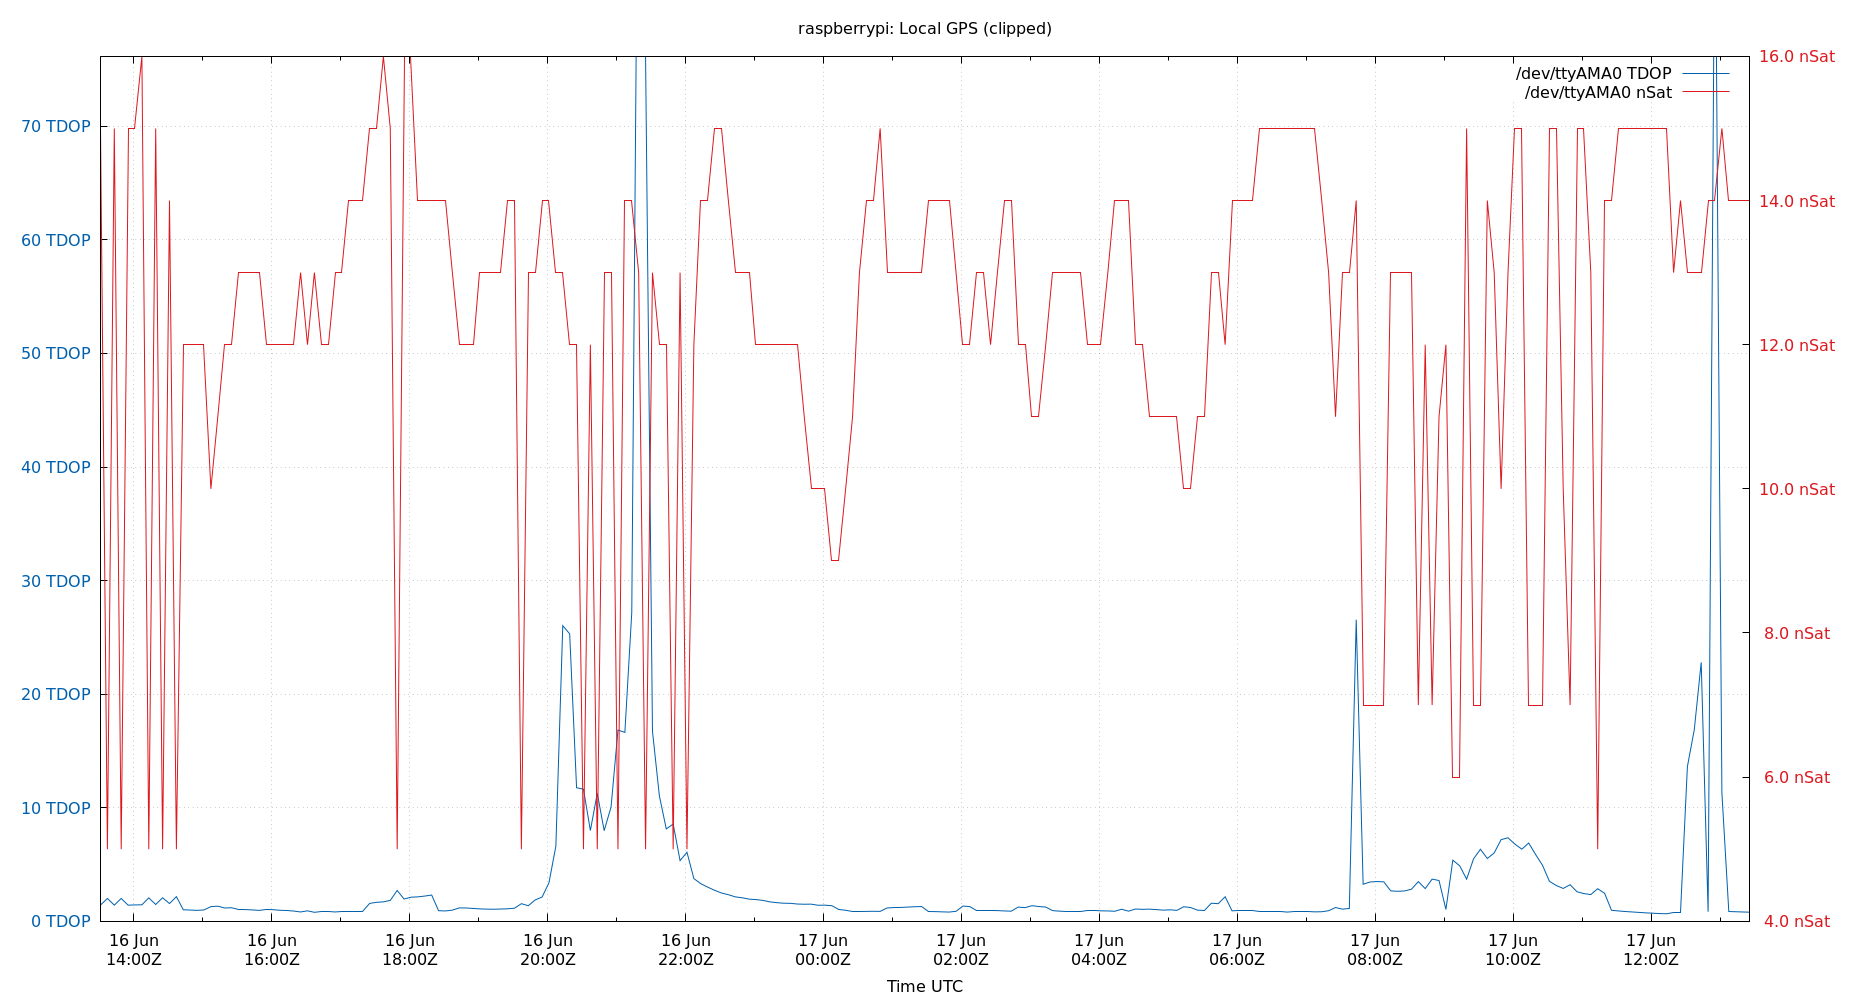 raspberrypi: Local GPS (clipped)
/dev/ttyAMA0 TDOP
/dev/ttyAMA0 nSat
70 TDOP
60 TDOP
50 TDOP
40 TDOP
30 TDOP
20 TDOP
10 TDOP
0 TDOP
16.0 nSat
14.0 nSat
12.0 nSat
10.0 nSat
8.0 nSat
6.0 nSat
4.0 nSat
16 Jun
14:00Z
16 Jun
16:00Z
16 Jun
18:00Z
16 Jun
20:00Z
16 Jun
22:00Z
17 Jun
00:00Z
17 Jun
02:00Z
17 Jun
04:00Z
17 Jun
06:00Z
17 Jun
08:00Z
17 Jun
10:00Z
17 Jun
12:00Z
Time UTC